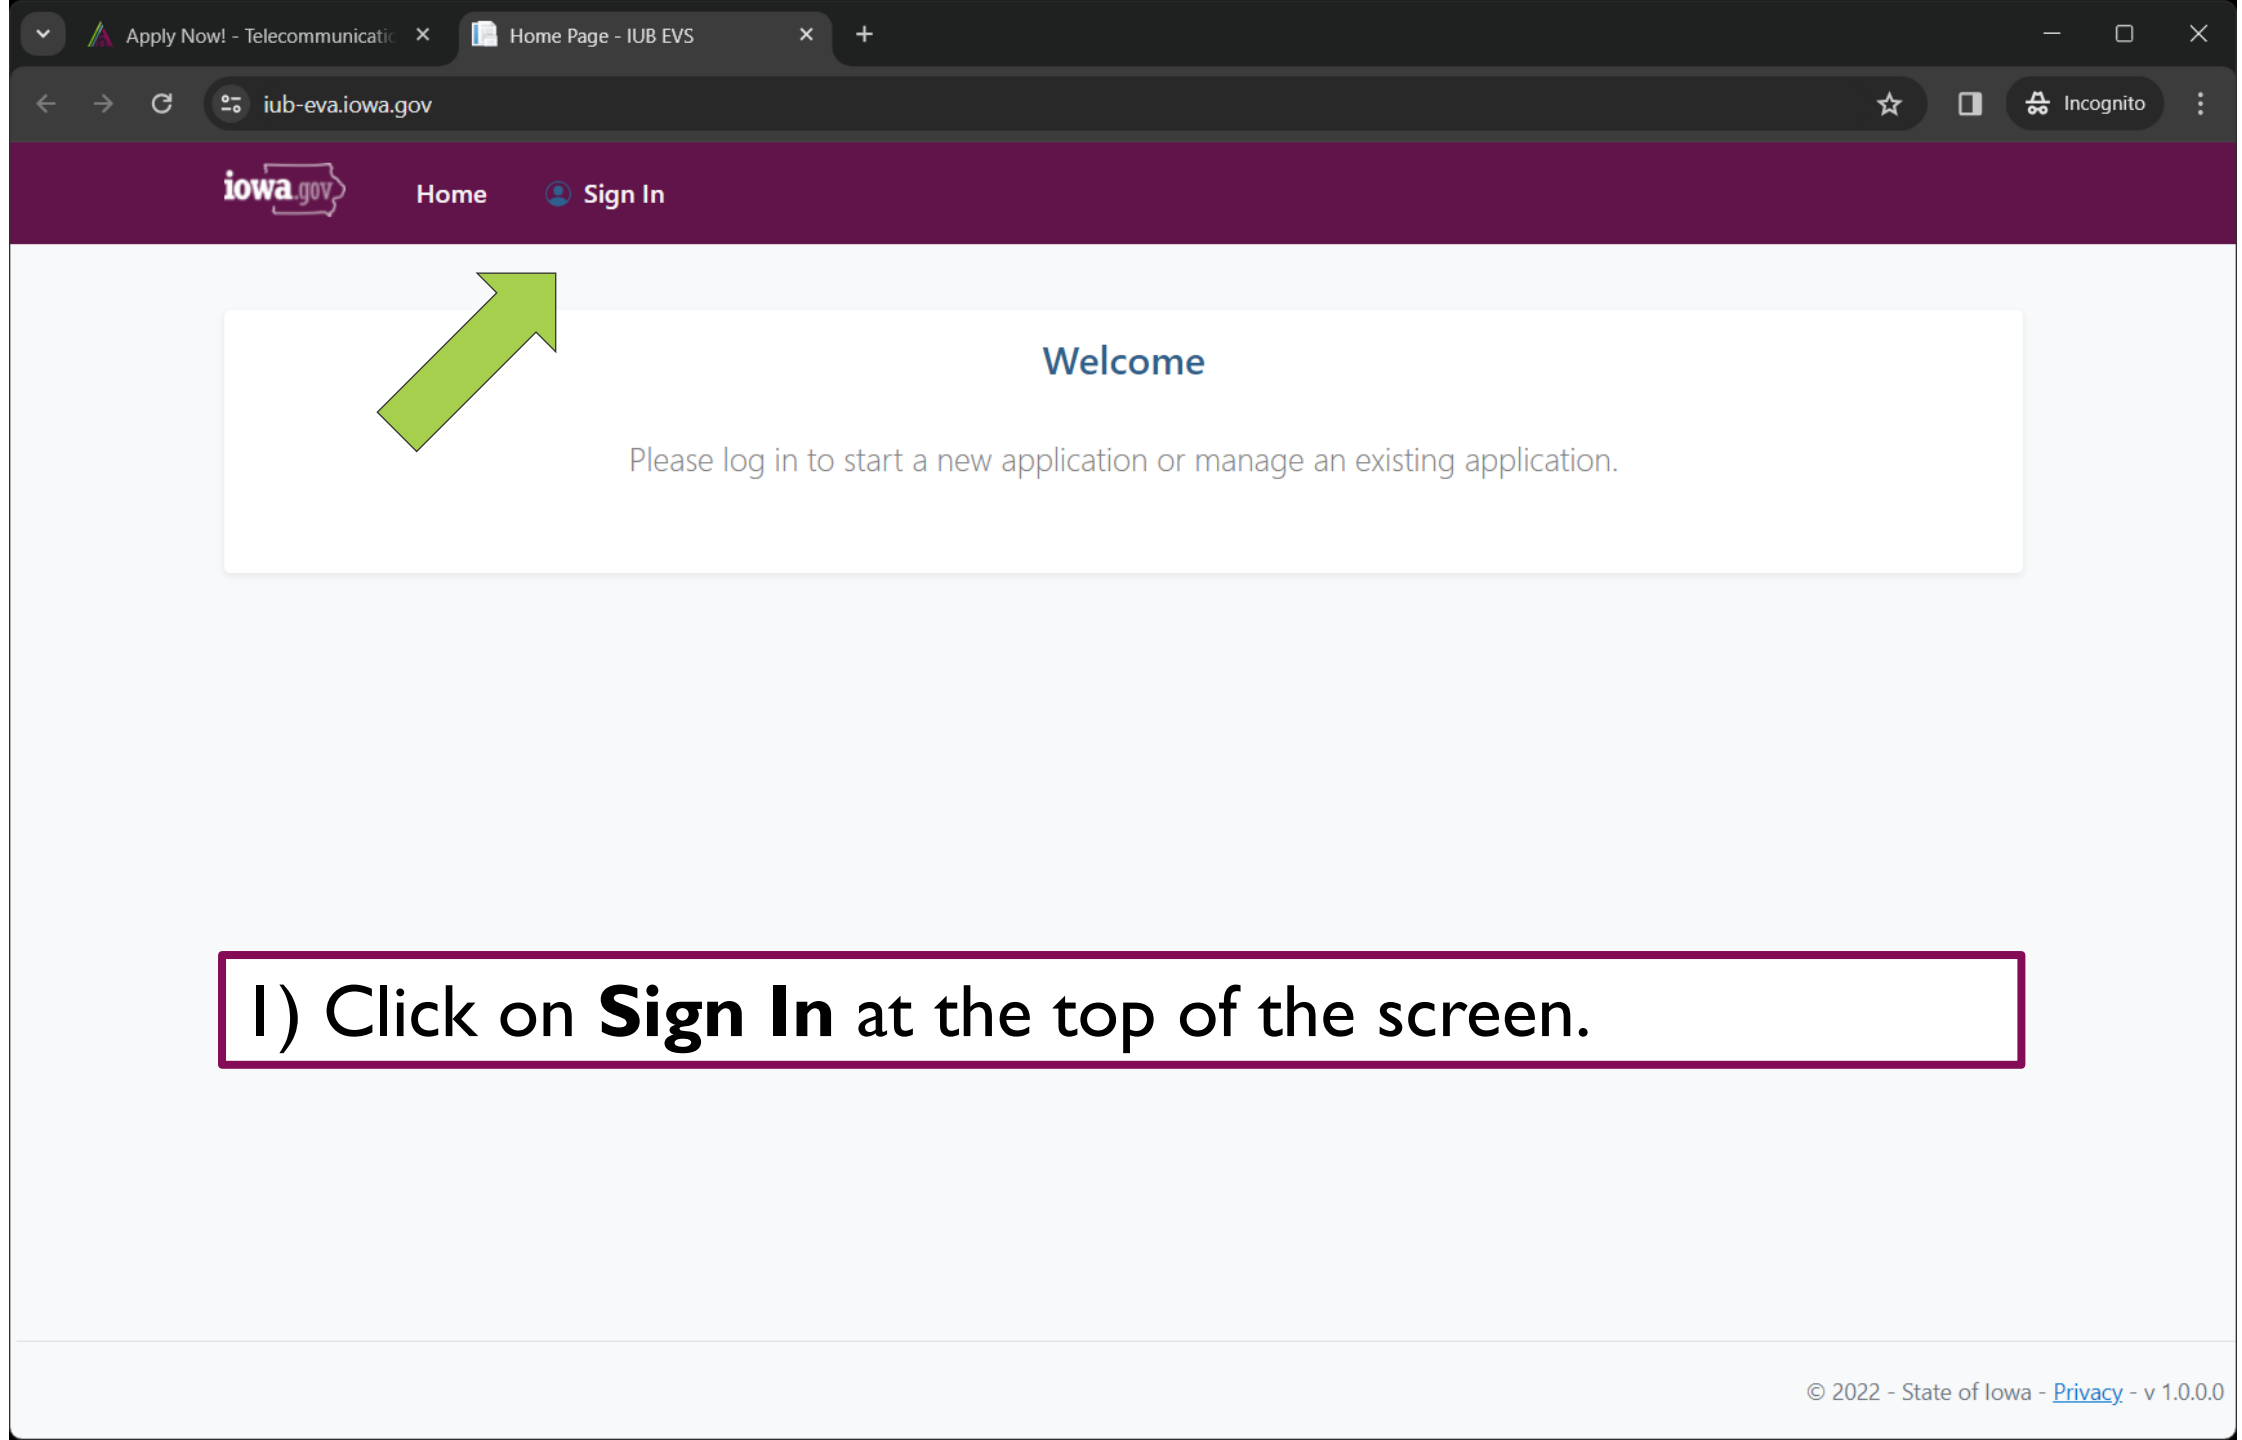 Apply Now! - Telecommunicatio
Home Page - IUB EVS
iub-eva.iowa.gov
Incognito
iowa.gov
Home
Sign In
Welcome
Please log in to start a new application or manage an existing application.
1) Click on Sign In at the top of the screen.
© 2022 - State of Iowa - Privacy - v 1.0.0.0